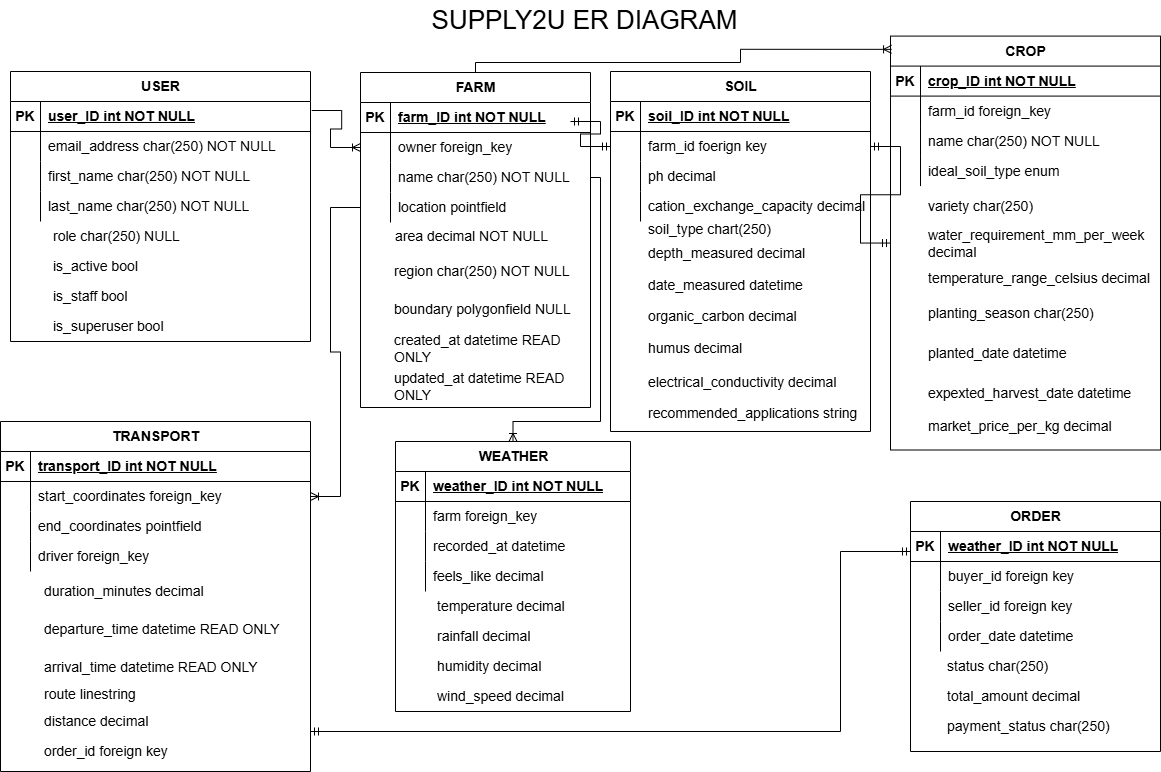 SUPPLY2U ER DIAGRAM
USER
PK
user_ID int NOT NULL
email_address char(250) NOT NULL
first_name char(250) NOT NULL
last_name char(250) NOT NULL
role char(250) NULL
is_active bool
is_staff bool
is_superuser bool
FARM
PK
farm_ID int NOT NULL
owner foreign_key
name char(250) NOT NULL
location pointfield
area decimal NOT NULL
region char(250) NOT NULL
boundary polygonfield NULL
created_at datetime READ
ONLY
updated_at datetime READ
ONLY
SOIL
PK
soil_ID int NOT NULL
farm_id foerign key
ph decimal
cation_exchange_capacity decimal
soil_type chart(250)
depth_measured decimal
date_measured datetime
organic_carbon decimal
humus decimal
electrical_conductivity decimal
recommended_applications string
CROP
PK
crop_ID int NOT NULL
farm_id foreign_key
name char(250) NOT NULL
ideal_soil_type enum
variety char(250)
water_requirement_mm_per_week
decimal
temperature_range_celsius decimal
planting_season char(250)
planted_date datetime
expexted_harvest_date datetime
market_price_per_kg decimal
TRANSPORT
PK
transport_ID int NOT NULL
start_coordinates foreign_key
end_coordinates pointfield
driver foreign_key
duration_minutes decimal
departure_time datetime READ ONLY
arrival_time datetime READ ONLY
route linestring
distance decimal
order_id foreign key
WEATHER
PK
weather_ID int NOT NULL
farm foreign_key
recorded_at datetime
feels_like decimal
temperature decimal
rainfall decimal
humidity decimal
wind_speed decimal
ORDER
PK
weather_ID int NOT NULL
buyer_id foreign key
seller_id foreign key
order_date datetime
status char(250)
total_amount decimal
payment_status char(250)